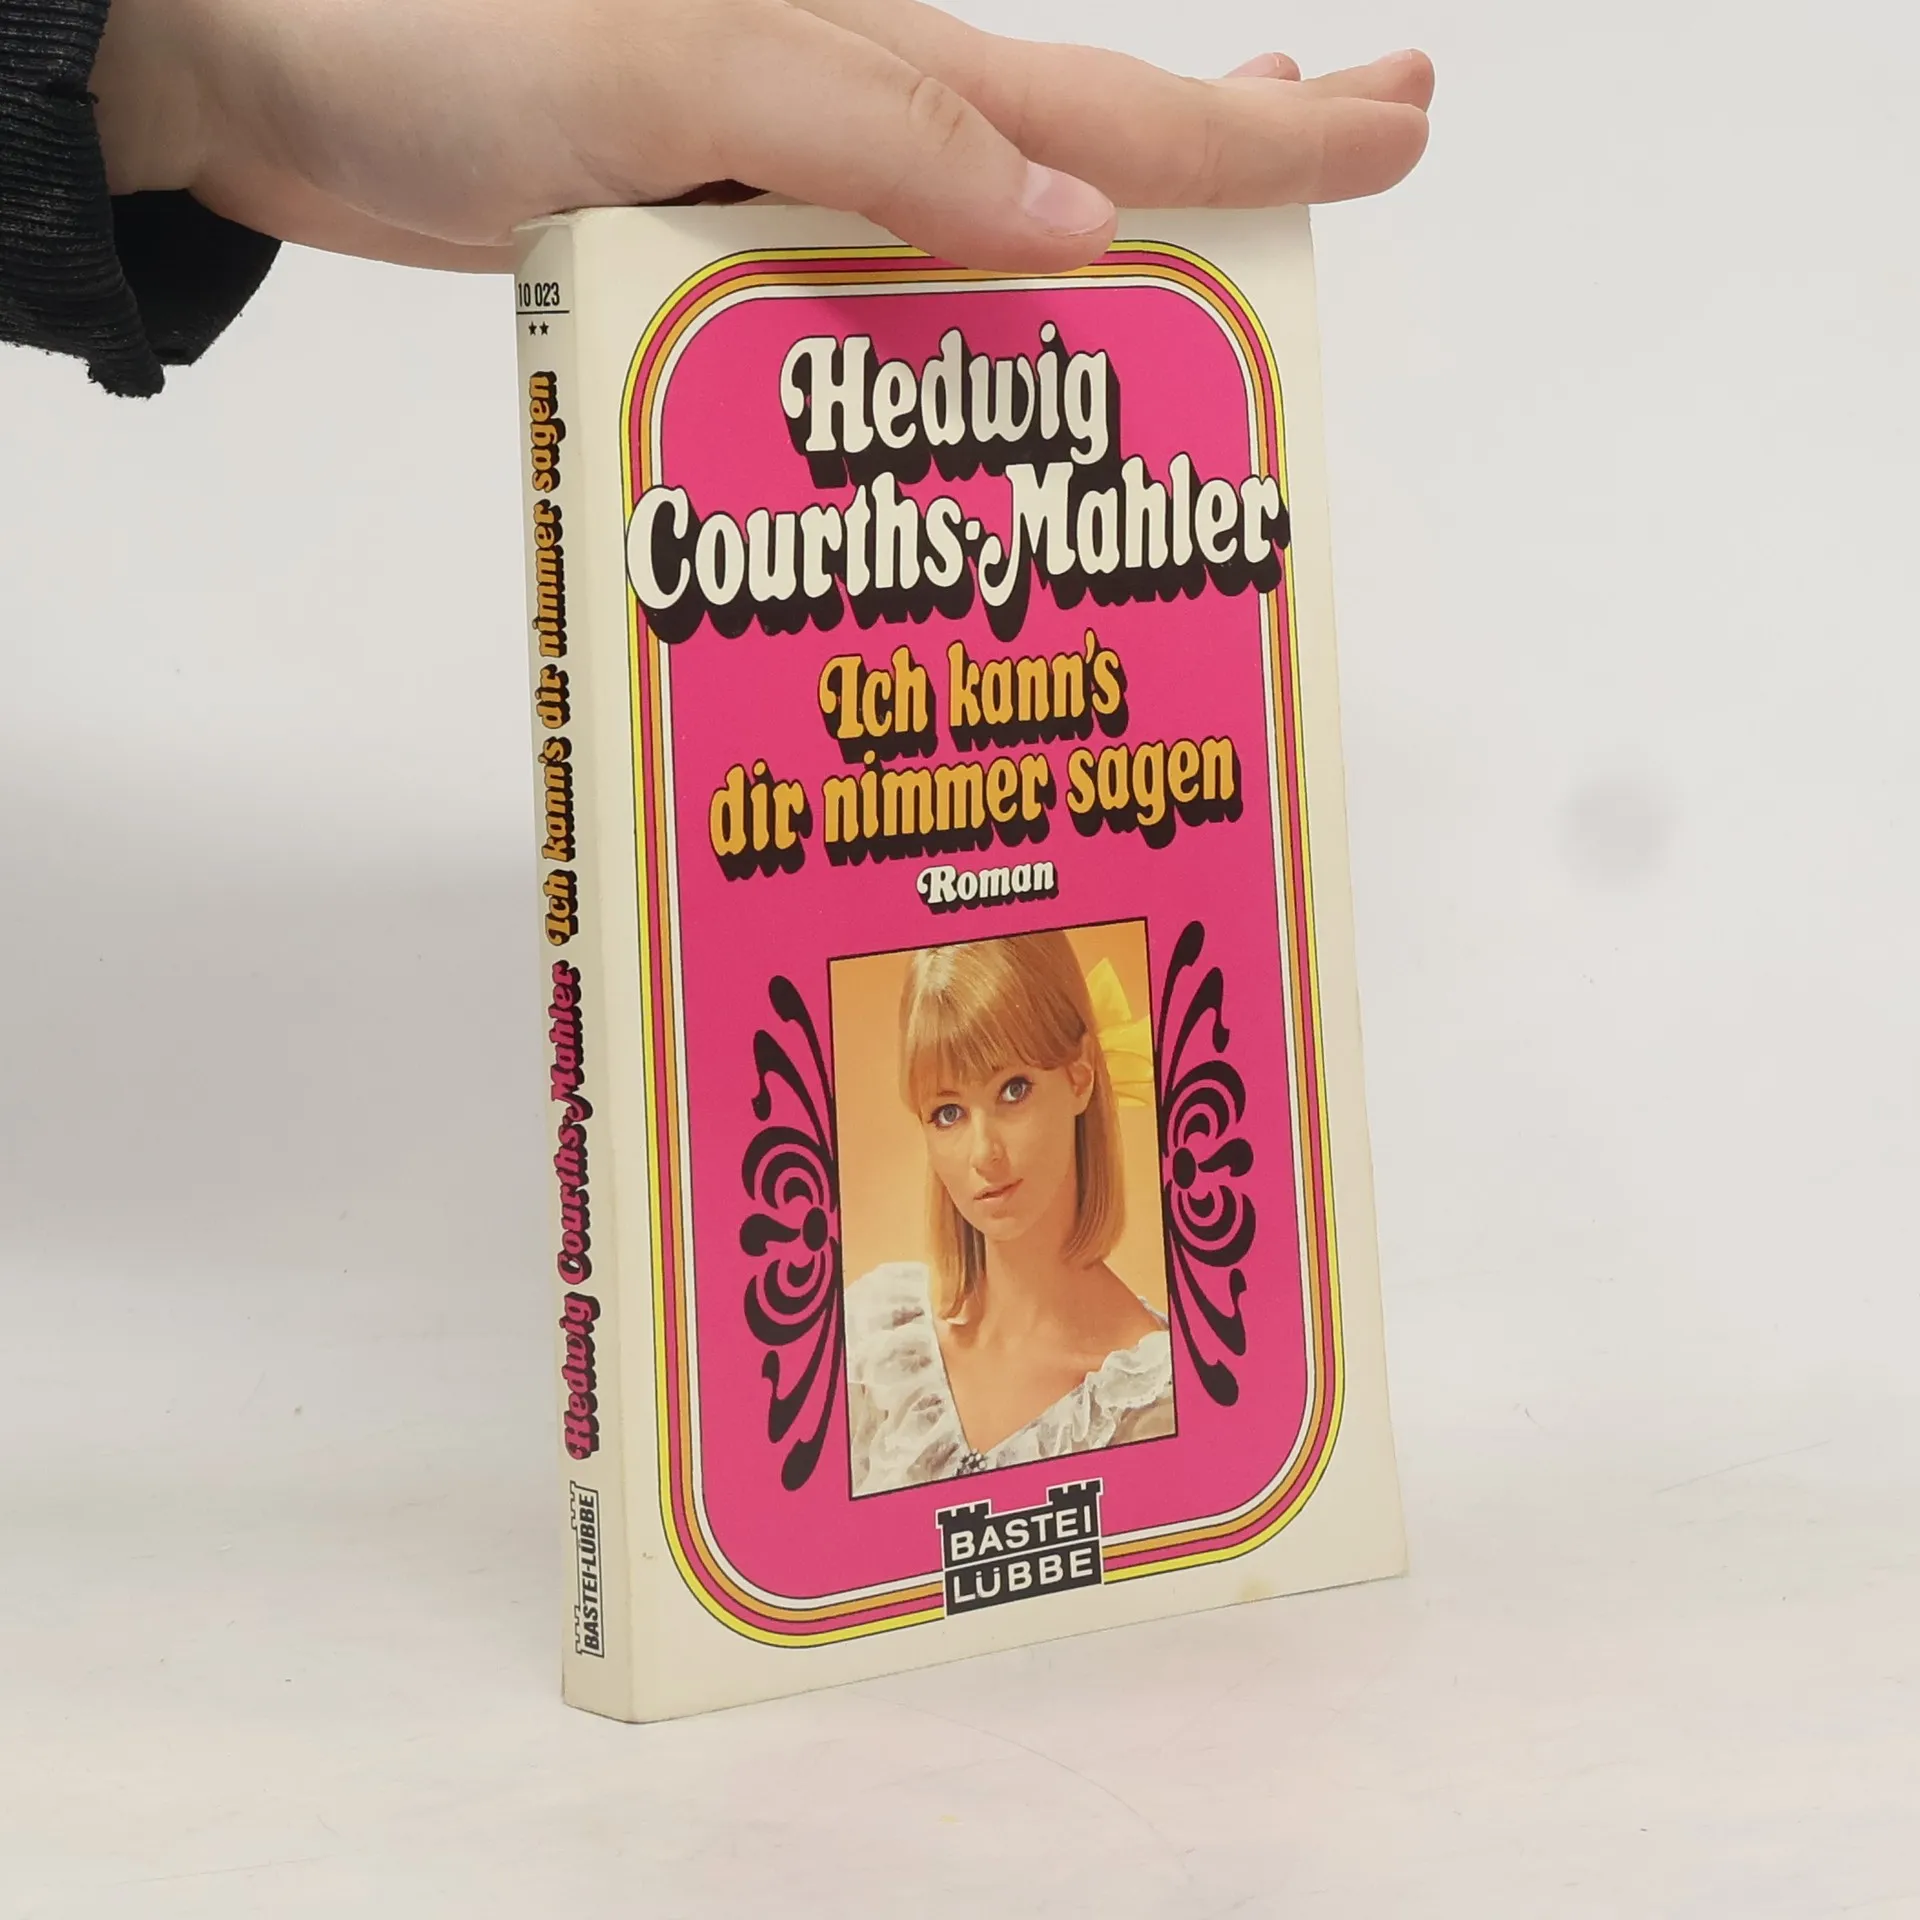 10 023
★★
Ich kann's dir nimmer sagen
Hedwig Courths-Mahler
BASTEI-LÜBBE
Hedwig
Courths-Mahler
Ich kann's
dir nimmer sagen
Roman
BASTEI
LÜBBE